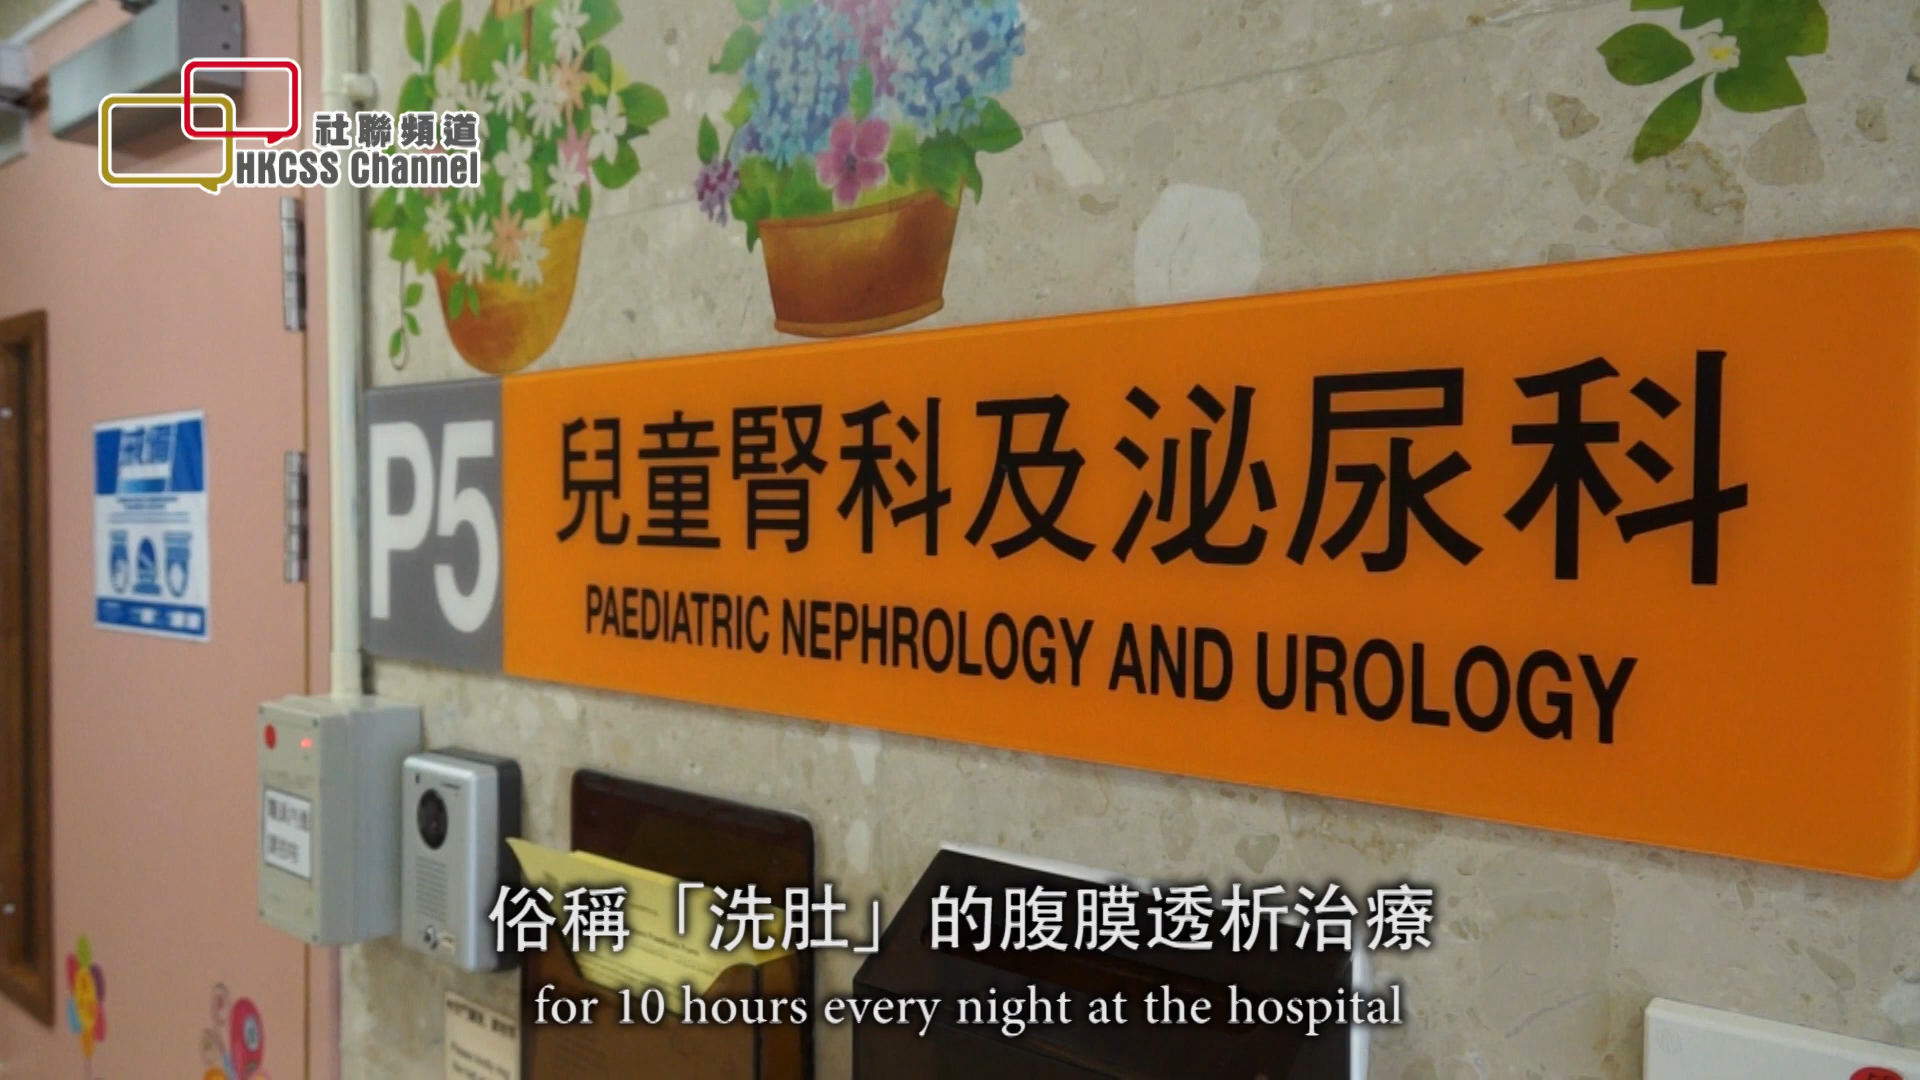 社聯頻道
HKCSS Channel
P5
兒童腎科及泌尿科
PAEDIATRIC NEPHROLOGY AND UROLOGY
俗稱「洗肚」的腹膜透析治療
for 10 hours every night at the hospital